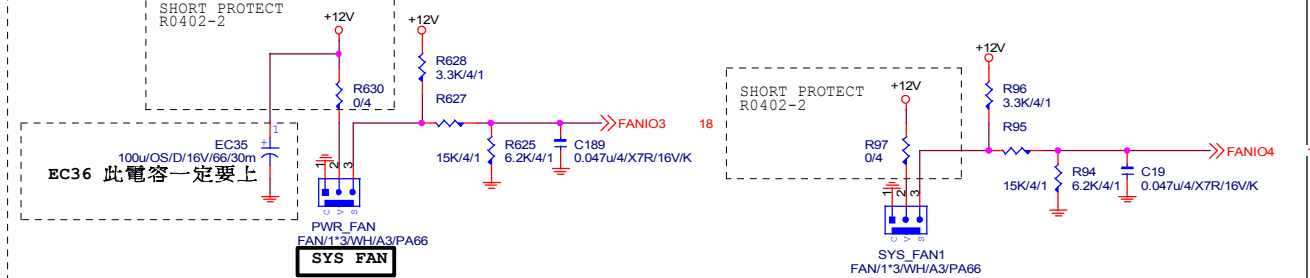 SHORT PROTECT
R0402-2
+12V
+12V
R628
3.3K/4/1
R630
0/4
R627
FANIO3
18
1
EC35
100u/OS/D/16V/66/30m
EC36 此電容一定要上
R625
15K/4/1
6.2K/4/1
C189
0.047u/4/X7R/16V/K
1
2
3
C
V
S
PWR_FAN
FAN/1*3/WH/A3/PA66
SYS FAN
SHORT PROTECT
R0402-2
+12V
+12V
R96
3.3K/4/1
R97
0/4
R95
FANIO4
R94
15K/4/1
6.2K/4/1
C19
0.047u/4/X7R/16V/K
1
2
3
C
V
S
SYS_FAN1
FAN/1*3/WH/A3/PA66